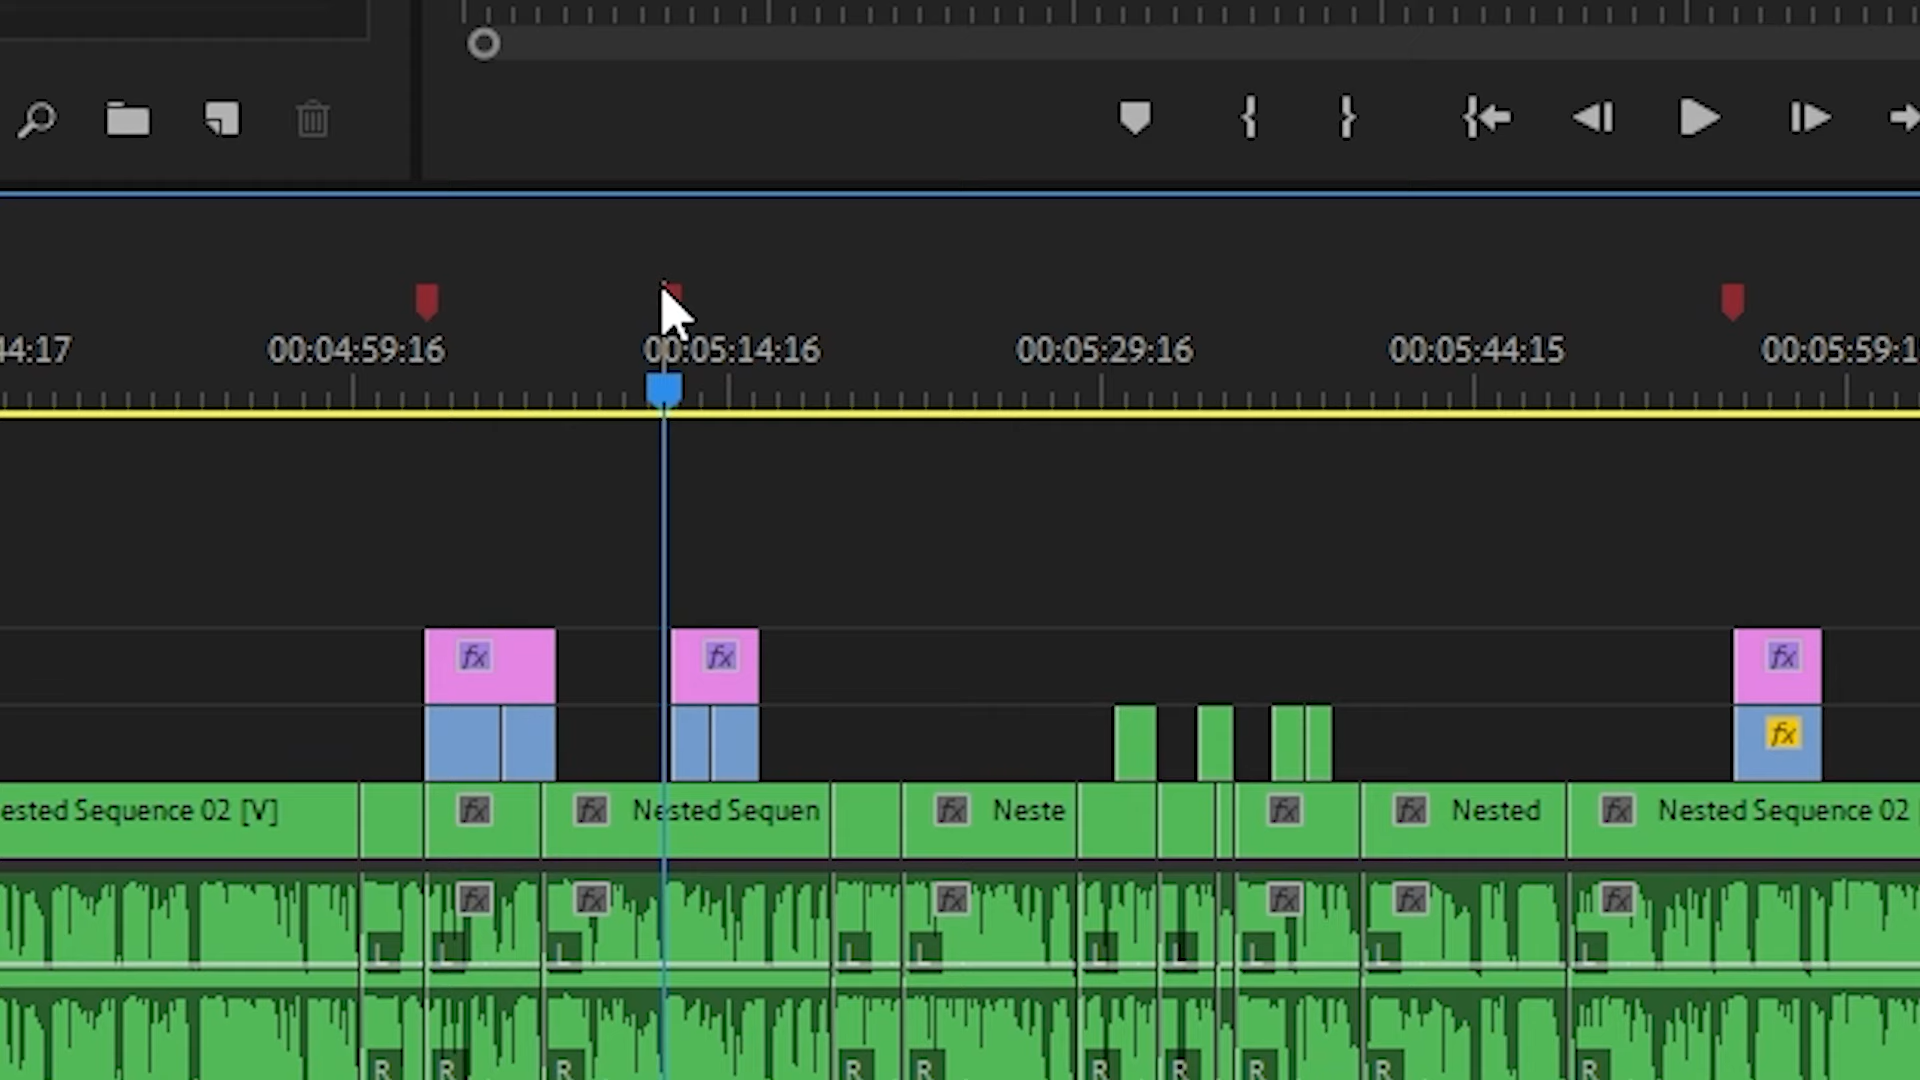 44:17 00:04:59:16 00:05:14:16 00:05:29:16 00:05:44:15 00:05:59:1
fx fx fx
fx
ested Sequence 02 [V] fx fx Nested Sequen fx Neste fx fx Nested fx Nested Sequence 02
fx fx fx fx fx fx
L L L L L L L L L L
R R R R R R R R R R